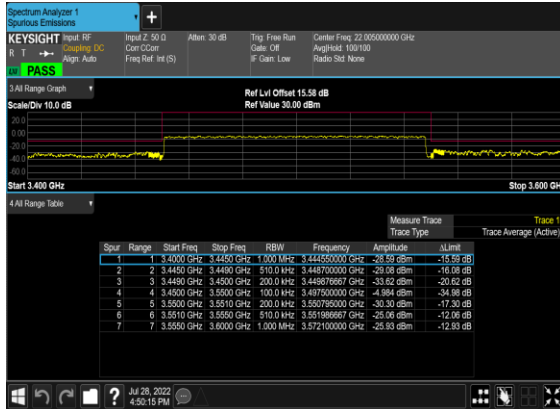 Spectrum Analyzer 1
Spurious Emissions
+
KEYSIGHT Input: RF Input Z: 50 Ω Atten: 30 dB Trig: Free Run Center Freq: 22.005000000 GHz
R T Coupling: DC Corr CCorr Gate: Off Avg|Hold: 100/100
Align: Auto Freq Ref: Int (S) IF Gain: Low Radio Std: None
PASS
3 All Range Graph
Ref Lvl Offset 15.58 dB
Scale/Div 10.0 dB Ref Value 30.00 dBm
20.0
0.00
-20.0
-40.0
-60.0
Start 3.400 GHz Stop 3.600 GH
4 All Range Table
Measure Trace Trace 1
Trace Type Trace Average (Active)
Spur Range Start Freq Stop Freq RBW Frequency Amplitude ΔLimit
1 1 3.4000 GHz 3.4450 GHz 1.000 MHz 3.444550000 GHz -28.59 dBm -15.59 dB
2 2 3.4450 GHz 3.4490 GHz 510.0 kHz 3.448700000 GHz -29.08 dBm -16.08 dB
3 3 3.4490 GHz 3.4500 GHz 200.0 kHz 3.449876667 GHz -33.62 dBm -20.62 dB
4 4 3.4500 GHz 3.5500 GHz 100.0 kHz 3.497500000 GHz -4.984 dBm -34.98 dB
5 5 3.5500 GHz 3.5510 GHz 200.0 kHz 3.550795000 GHz -30.30 dBm -17.30 dB
6 6 3.5510 GHz 3.5550 GHz 510.0 kHz 3.551986667 GHz -25.06 dBm -12.06 dB
7 7 3.5550 GHz 3.6000 GHz 1.000 MHz 3.572100000 GHz -25.93 dBm -12.93 dB
? Jul 28, 2022
4:50:15 PM